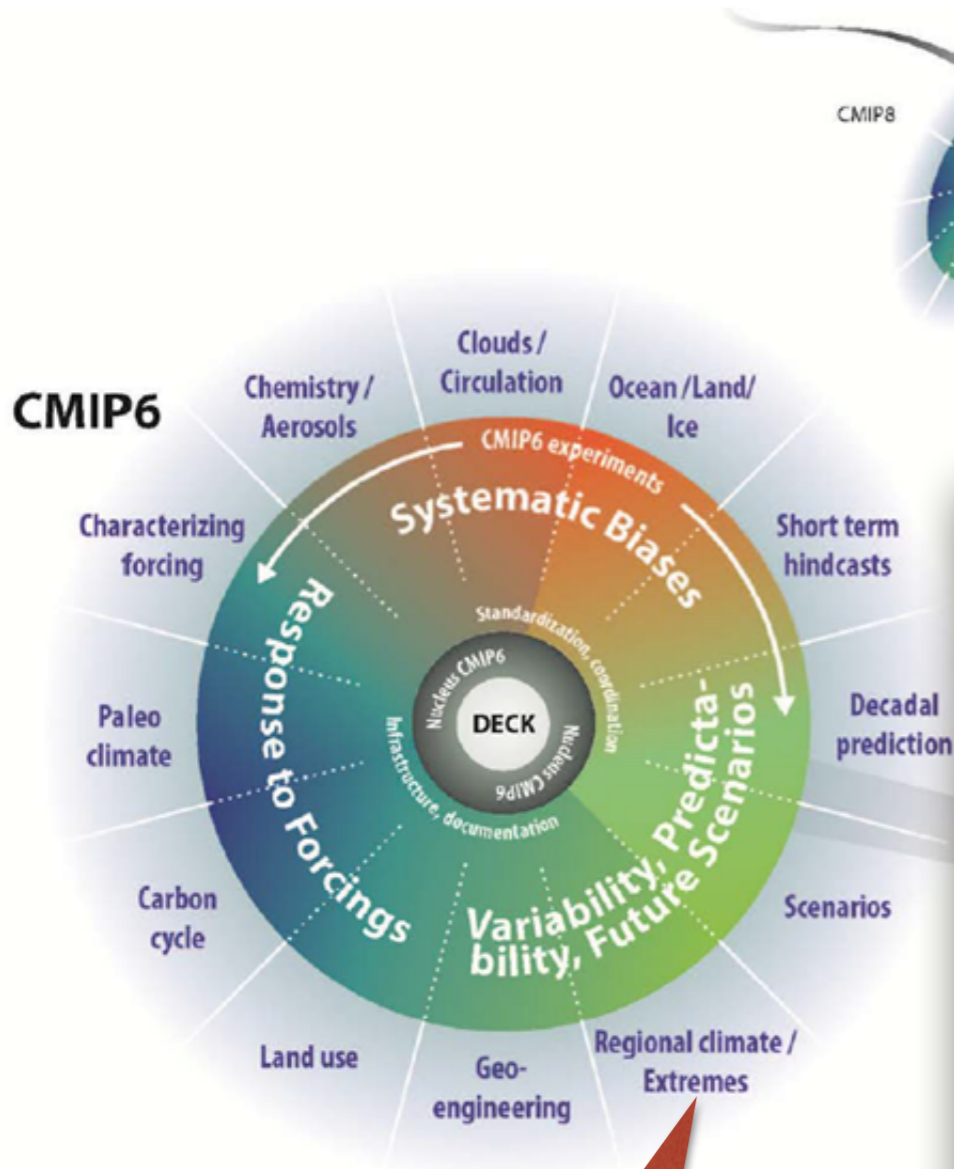 CMIP8
CMIP6
Clouds /
Circulation
Chemistry /
Aerosols
Ocean /Land/
Ice
Characterizing
forcing
Short term
hindcasts
Paleo
climate
Decadal
prediction
Carbon
cycle
Scenarios
Land use
Geo-
engineering
Regional climate /
Extremes
CMIP6 experiments
Systematic Biases
Response to Forcings
Variability, Predicta-
bility, Future Scenarios
Standardization, coordination
Infrastructure, documentation
Nucleus CMIP6
DECK
Nucleus CMIP6